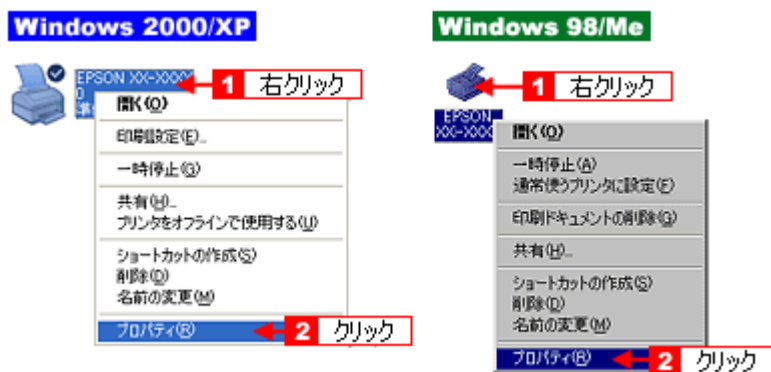 Windows 2000/XP
EPSON XX-XXXX
0
準
1 右クリック
開く(O)
印刷設定(F)...
一時停止(G)
共有(H)...
プリンタをオフラインで使用する(U)
ショートカットの作成(S)
削除(D)
名前の変更(M)
プロパティ(R)
2 クリック
Windows 98/Me
1 右クリック
EPSON
XX-XXX
開く(O)
一時停止(A)
通常使うプリンタに設定(F)
印刷ドキュメントの削除(G)
共有(H)...
ショートカットの作成(S)
削除(D)
名前の変更(M)
プロパティ(R)
2 クリック